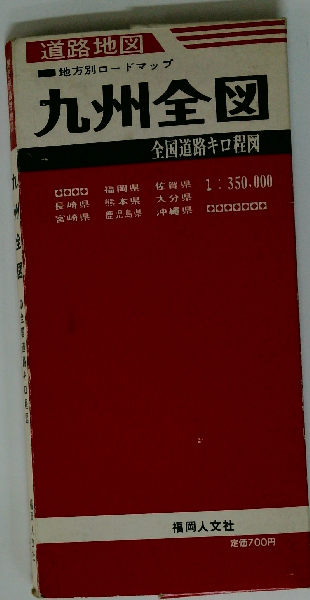 道路地図
地方別ロードマップ
九州全図
全国道路キロ程図
福岡県 佐賀県 1:350,000
長崎県 熊本県 大分県
宮崎県 鹿児島県 沖縄県
福岡人文社
定価700円
九州全図